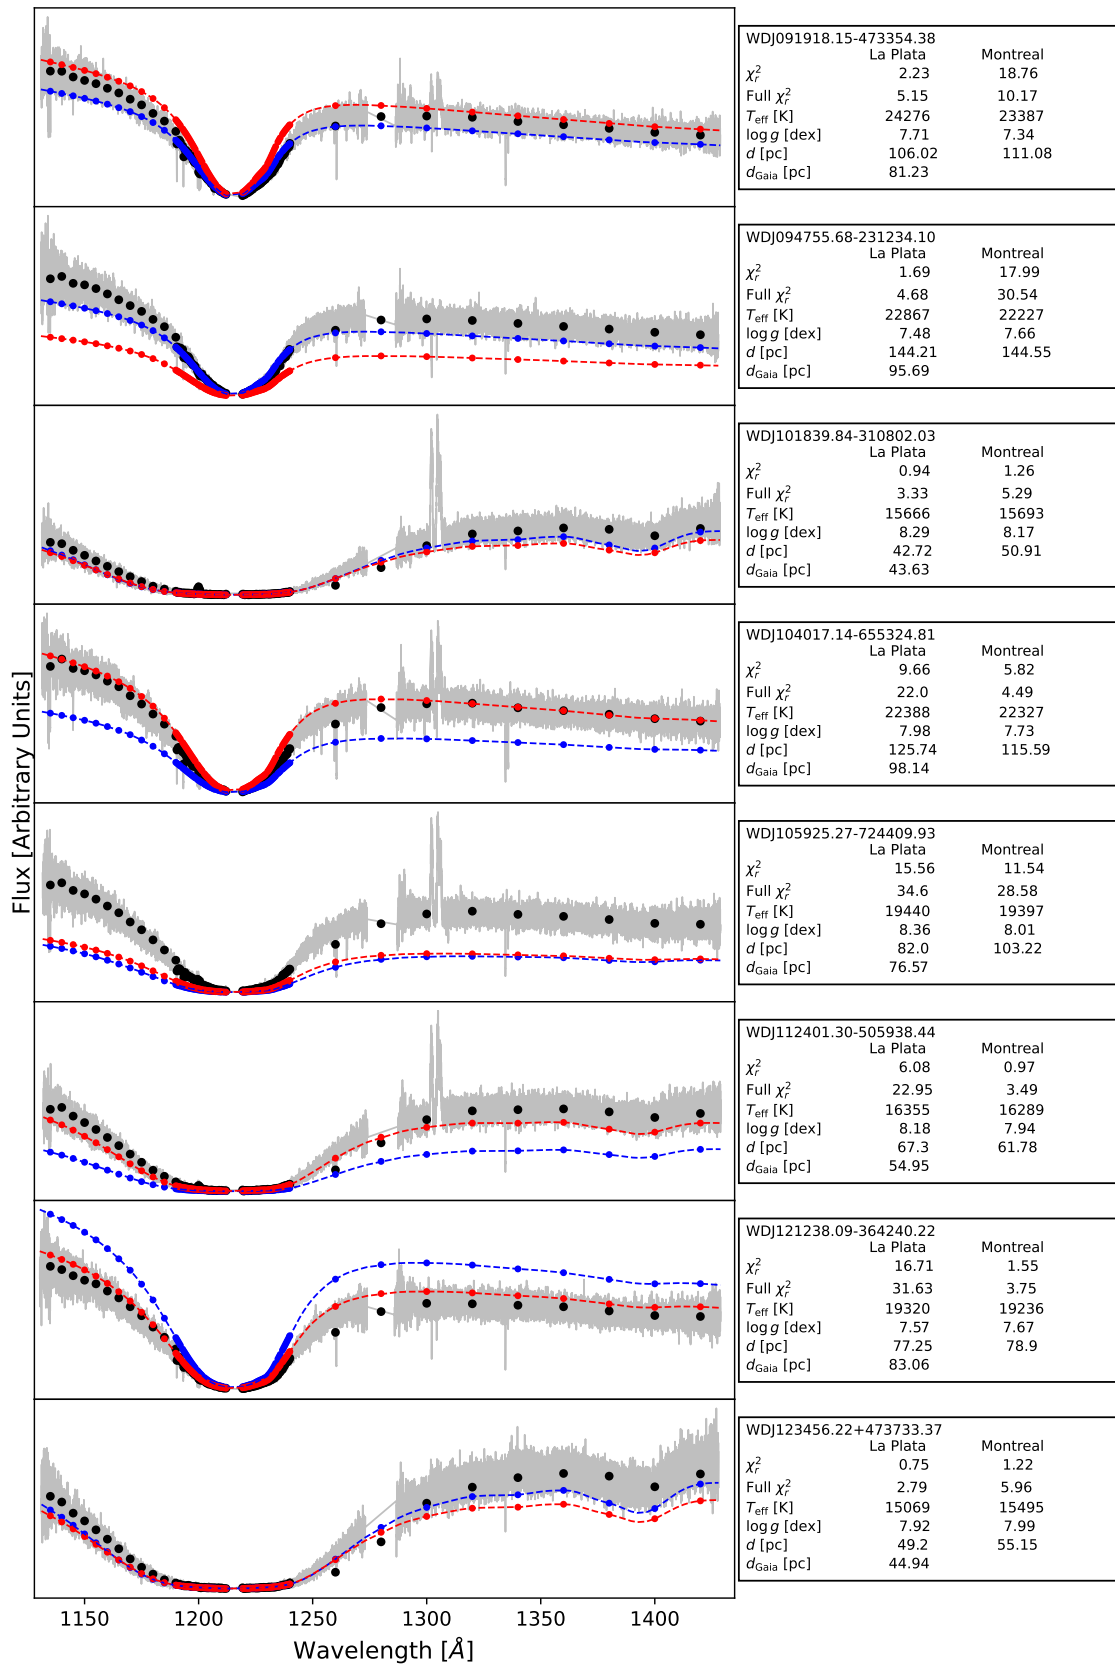 WDJ091918.15-473354.38
La Plata Montreal
χ²ᵣ 2.23 18.76
Full χ²ᵣ 5.15 10.17
Teff [K] 24276 23387
log g [dex] 7.71 7.34
d [pc] 106.02 111.08
dGaia [pc] 81.23
WDJ094755.68-231234.10
La Plata Montreal
χ²ᵣ 1.69 17.99
Full χ²ᵣ 4.68 30.54
Teff [K] 22867 22227
log g [dex] 7.48 7.66
d [pc] 144.21 144.55
dGaia [pc] 95.69
WDJ101839.84-310802.03
La Plata Montreal
χ²ᵣ 0.94 1.26
Full χ²ᵣ 3.33 5.29
Teff [K] 15666 15693
log g [dex] 8.29 8.17
d [pc] 42.72 50.91
dGaia [pc] 43.63
WDJ104017.14-655324.81
La Plata Montreal
χ²ᵣ 9.66 5.82
Full χ²ᵣ 22.0 4.49
Teff [K] 22388 22327
log g [dex] 7.98 7.73
d [pc] 125.74 115.59
dGaia [pc] 98.14
WDJ105925.27-724409.93
La Plata Montreal
χ²ᵣ 15.56 11.54
Full χ²ᵣ 34.6 28.58
Teff [K] 19440 19397
log g [dex] 8.36 8.01
d [pc] 82.0 103.22
dGaia [pc] 76.57
WDJ112401.30-505938.44
La Plata Montreal
χ²ᵣ 6.08 0.97
Full χ²ᵣ 22.95 3.49
Teff [K] 16355 16289
log g [dex] 8.18 7.94
d [pc] 67.3 61.78
dGaia [pc] 54.95
WDJ121238.09-364240.22
La Plata Montreal
χ²ᵣ 16.71 1.55
Full χ²ᵣ 31.63 3.75
Teff [K] 19320 19236
log g [dex] 7.57 7.67
d [pc] 77.25 78.9
dGaia [pc] 83.06
WDJ123456.22+473733.37
La Plata Montreal
χ²ᵣ 0.75 1.22
Full χ²ᵣ 2.79 5.96
Teff [K] 15069 15495
log g [dex] 7.92 7.99
d [pc] 49.2 55.15
dGaia [pc] 44.94
Flux [Arbitrary Units]
1150 1200 1250 1300 1350 1400
Wavelength [Å]